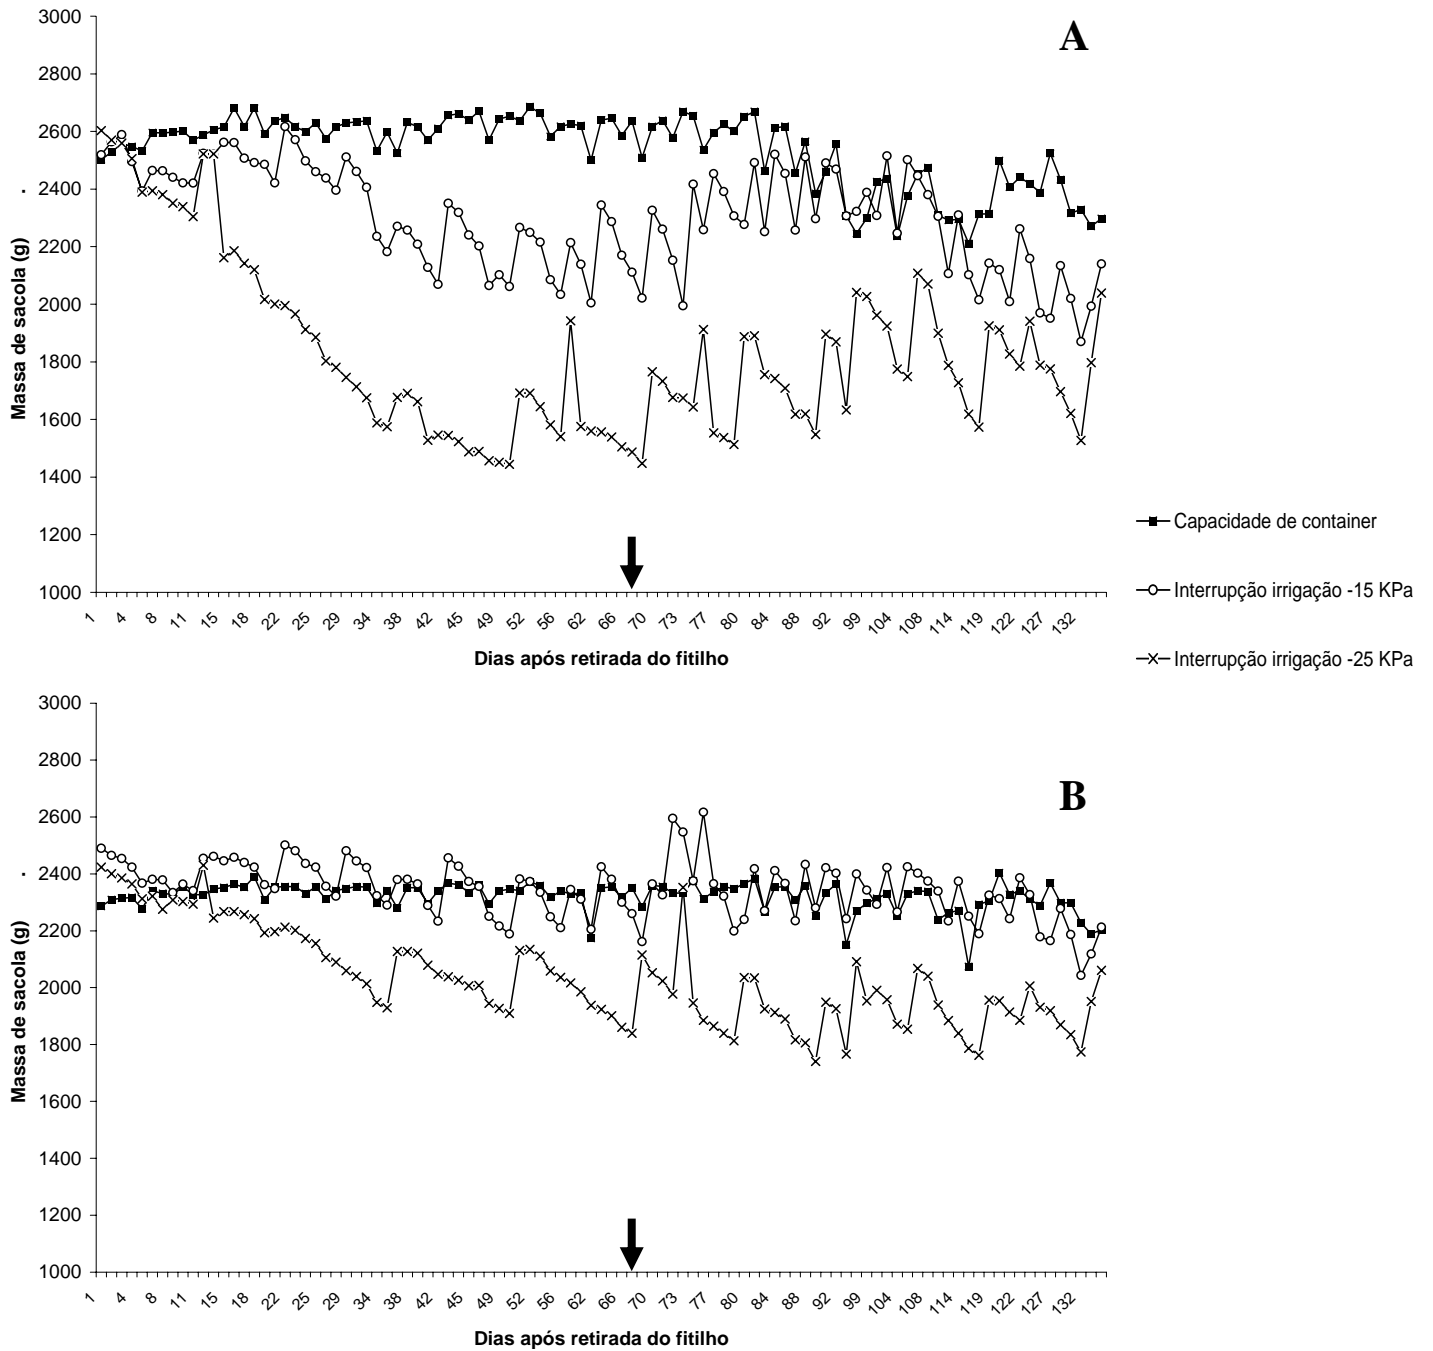 A
3000
2800
2600
2400
2200
2000
1800
1600
1400
1200
1000
Massa de sacola (g) .
1 4 8 11 15 18 22 25 29 34 38 42 48 52 56 62 66 70 73 77 80 84 88 92 99 104 108 114 119 122 127 132
Dias após retirada do fitilho
Capacidade de container
Interrupção irrigação -15 KPa
Interrupção irrigação -25 KPa
B
3000
2800
2600
2400
2200
2000
1800
1600
1400
1200
1000
Massa de sacola (g) .
1 4 8 11 15 18 22 25 29 34 38 42 48 52 56 62 66 70 73 77 80 84 88 92 99 104 108 114 119 122 127 132
Dias após retirada do fitilho